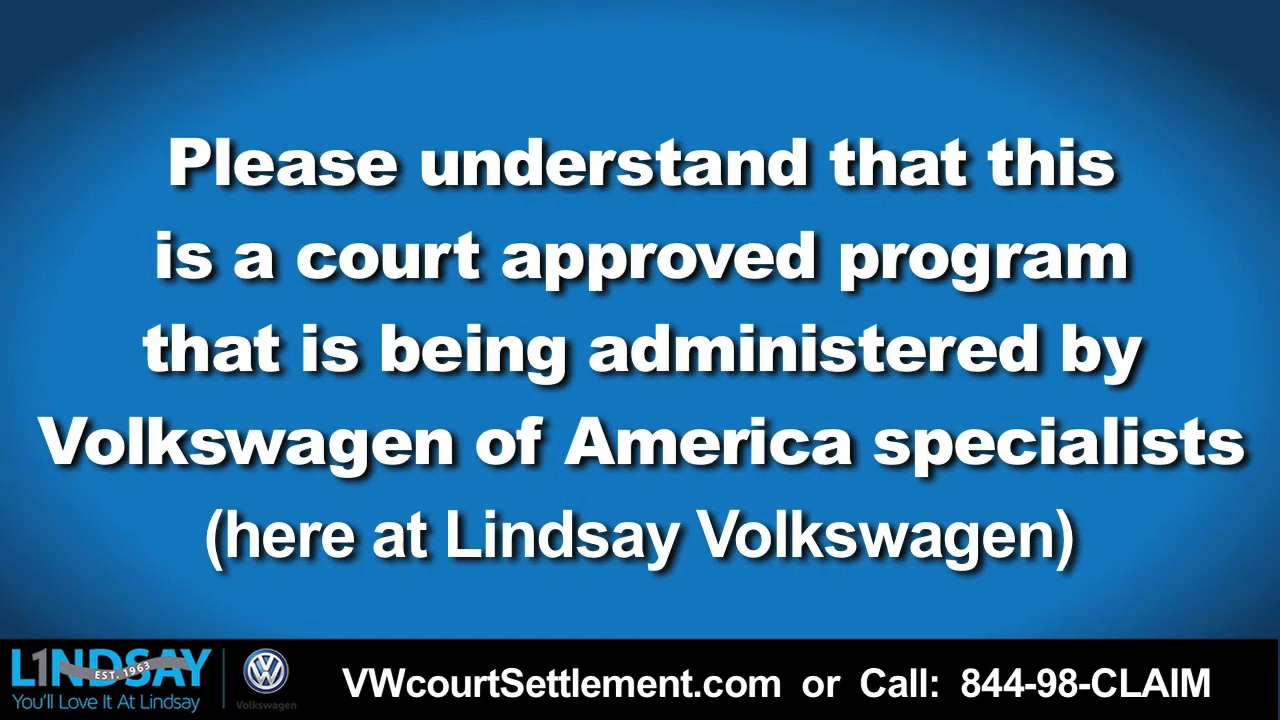 Please understand that this
is a court approved program
that is being administered by
Volkswagen of America specialists
(here at Lindsay Volkswagen)
L1NDSAY
EST. 1963
You'll Love It At Lindsay
Volkswagen
VWcourtSettlement.com or Call: 844-98-CLAIM